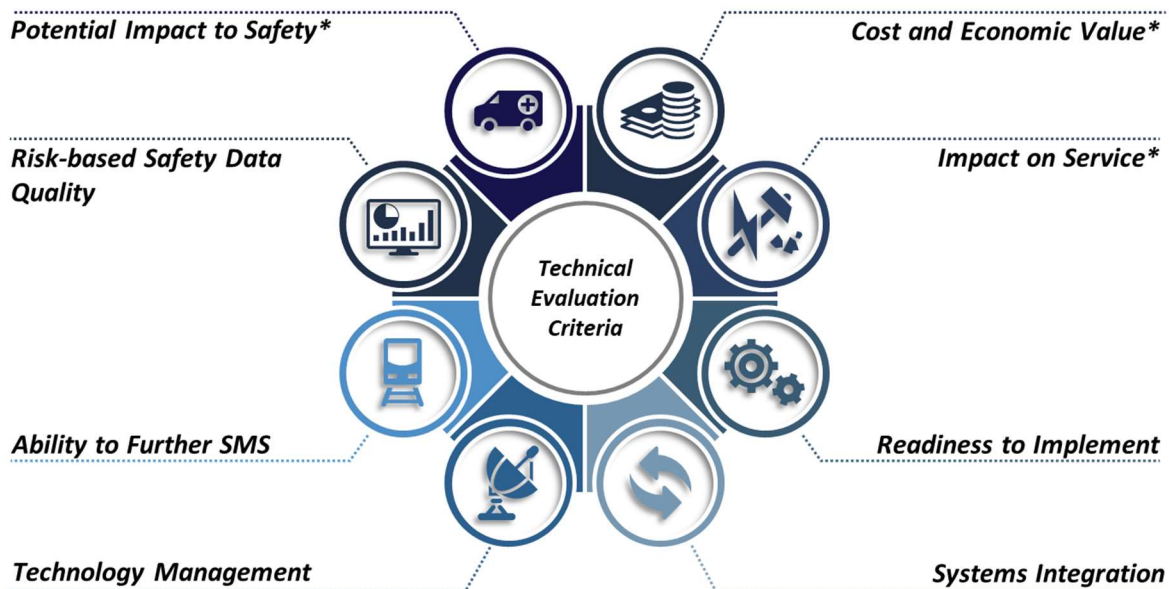 Potential Impact to Safety*
Cost and Economic Value*
Risk-based Safety Data
Quality
Impact on Service*
Technical
Evaluation
Criteria
Ability to Further SMS
Readiness to Implement
Technology Management
Systems Integration